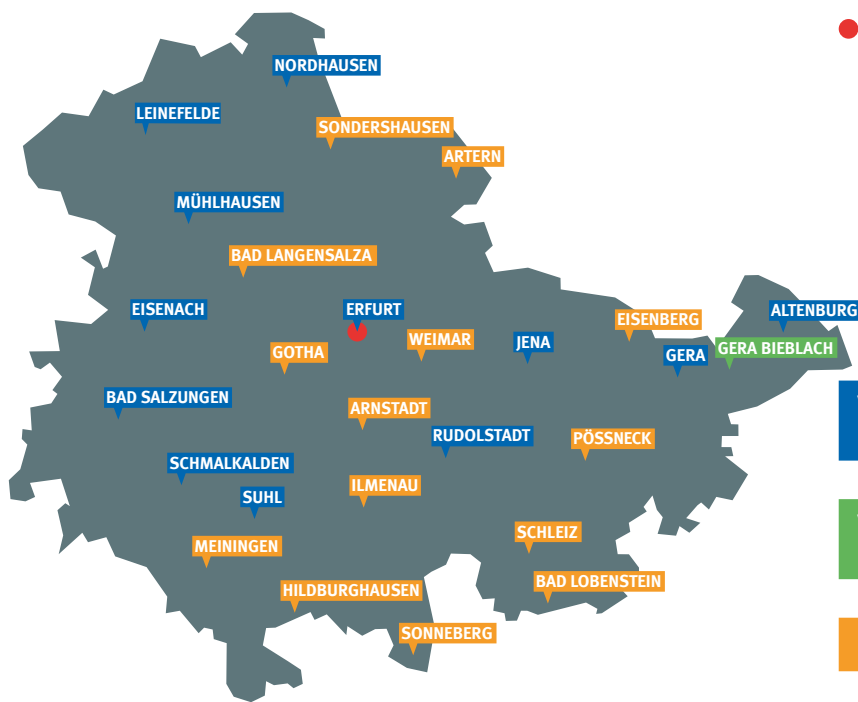 NORDHAUSEN
LEINEFELDE
SONDERSHAUSEN
ARTERN
MÜHLHAUSEN
BAD LANGENSALZA
EISENACH
ERFURT
ALTENBURG
EISENBERG
WEIMAR
JENA
GERA BIEBLACH
GOTHA
GERA
BAD SALZUNGEN
ARNSTADT
RUDOLSTADT
PÖSSNECK
SCHMALKALDEN
ILMENAU
SUHL
SCHLEIZ
MEININGEN
BAD LOBENSTEIN
HILDBURGHAUSEN
SONNEBERG